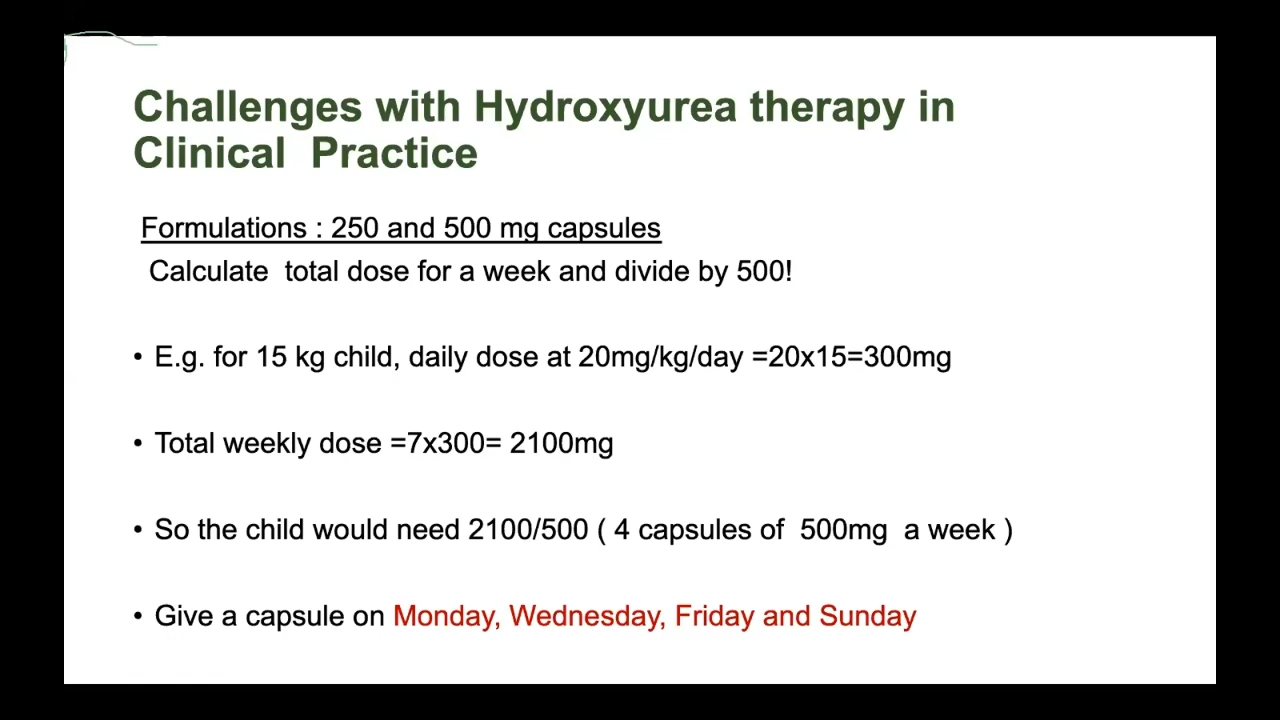 Challenges with Hydroxyurea therapy in
Clinical  Practice
Formulations : 250 and 500 mg capsules
Calculate  total dose for a week and divide by 500!
• E.g. for 15 kg child, daily dose at 20mg/kg/day =20x15=300mg
• Total weekly dose =7x300= 2100mg
• So the child would need 2100/500 ( 4 capsules of  500mg  a week )
• Give a capsule on Monday, Wednesday, Friday and Sunday